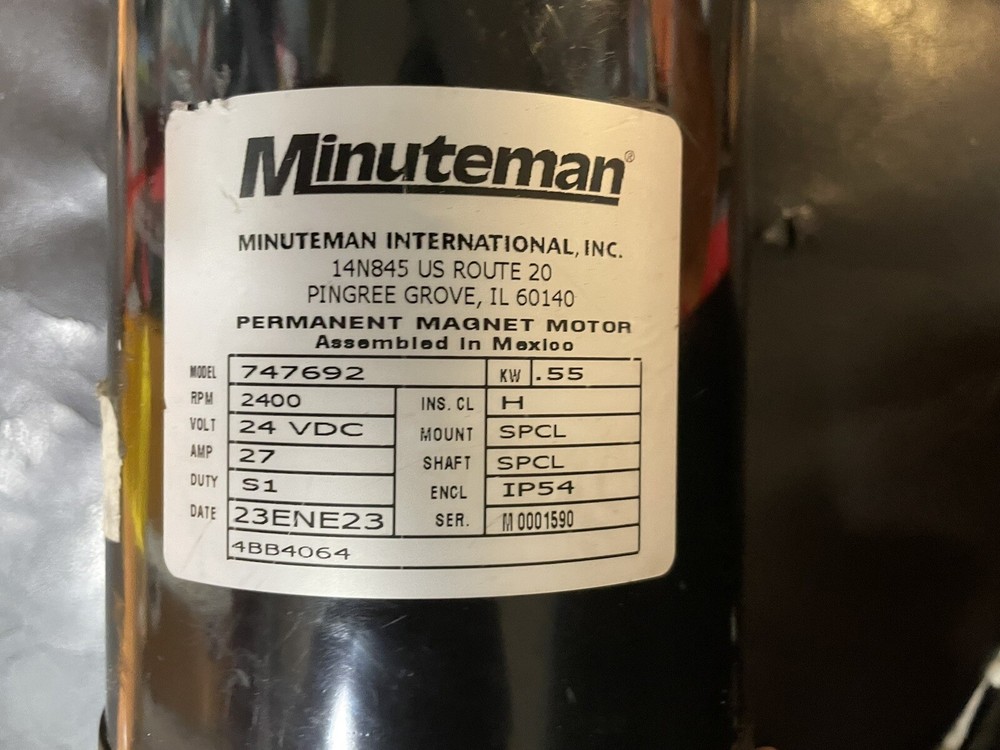 Minuteman®
MINUTEMAN INTERNATIONAL, INC.
14N845 US ROUTE 20
PINGREE GROVE, IL 60140
PERMANENT MAGNET MOTOR
Assembled In Mexico
MODEL 747692 KW .55
RPM 2400 INS. CL H
VOLT 24 VDC MOUNT SPCL
AMP 27 SHAFT SPCL
DUTY S1 ENCL IP54
DATE 23ENE23 SER. M 0001590
4BB4064